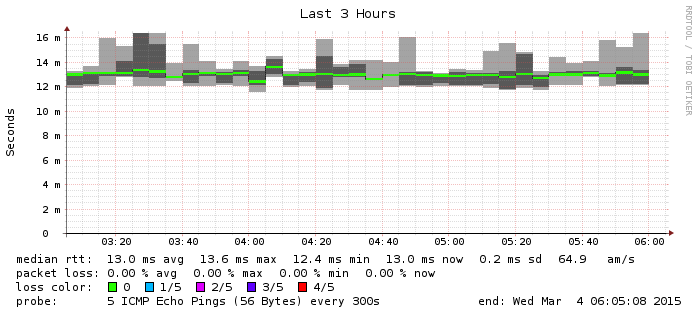 Last 3 Hours
RRDTOOL / TOBI OETIKER
Seconds
16 m
14 m
12 m
10 m
8 m
6 m
4 m
2 m
0
03:20 03:40 04:00 04:20 04:40 05:00 05:20 05:40 06:00
median rtt: 13.0 ms avg 13.6 ms max 12.4 ms min 13.0 ms now 0.2 ms sd 64.9 am/s
packet loss: 0.00 % avg 0.00 % max 0.00 % min 0.00 % now
loss color: 0 1/5 2/5 3/5 4/5
probe: 5 ICMP Echo Pings (56 Bytes) every 300s end: Wed Mar 4 06:05:08 2015